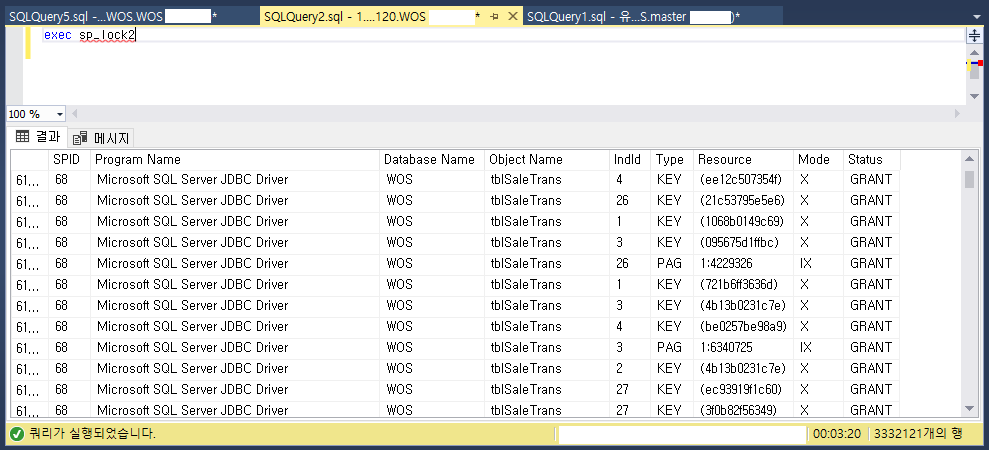 SQLQuery5.sql -...WOS.WOS *
SQLQuery2.sql - 1....120.WOS *
SQLQuery1.sql - 유....S.master )*
exec sp_lock2
100 %
결과 메시지
SPID Program Name Database Name Object Name IndId Type Resource Mode Status
61... 68 Microsoft SQL Server JDBC Driver WOS tblSaleTrans 4 KEY (ee12c507354f) X GRANT
61... 68 Microsoft SQL Server JDBC Driver WOS tblSaleTrans 26 KEY (21c53795e5e6) X GRANT
61... 68 Microsoft SQL Server JDBC Driver WOS tblSaleTrans 1 KEY (1068b0149c69) X GRANT
61... 68 Microsoft SQL Server JDBC Driver WOS tblSaleTrans 3 KEY (095675d1ffbc) X GRANT
61... 68 Microsoft SQL Server JDBC Driver WOS tblSaleTrans 26 PAG 1:4229326 IX GRANT
61... 68 Microsoft SQL Server JDBC Driver WOS tblSaleTrans 1 KEY (721b6ff3636d) X GRANT
61... 68 Microsoft SQL Server JDBC Driver WOS tblSaleTrans 3 KEY (4b13b0231c7e) X GRANT
61... 68 Microsoft SQL Server JDBC Driver WOS tblSaleTrans 4 KEY (be0257be98a9) X GRANT
61... 68 Microsoft SQL Server JDBC Driver WOS tblSaleTrans 3 PAG 1:6340725 IX GRANT
61... 68 Microsoft SQL Server JDBC Driver WOS tblSaleTrans 2 KEY (4b13b0231c7e) X GRANT
61... 68 Microsoft SQL Server JDBC Driver WOS tblSaleTrans 27 KEY (ec93919f1c60) X GRANT
61... 68 Microsoft SQL Server JDBC Driver WOS tblSaleTrans 27 KEY (3f0b82f56349) X GRANT
쿼리가 실행되었습니다. 00:03:20 3332121개의 행